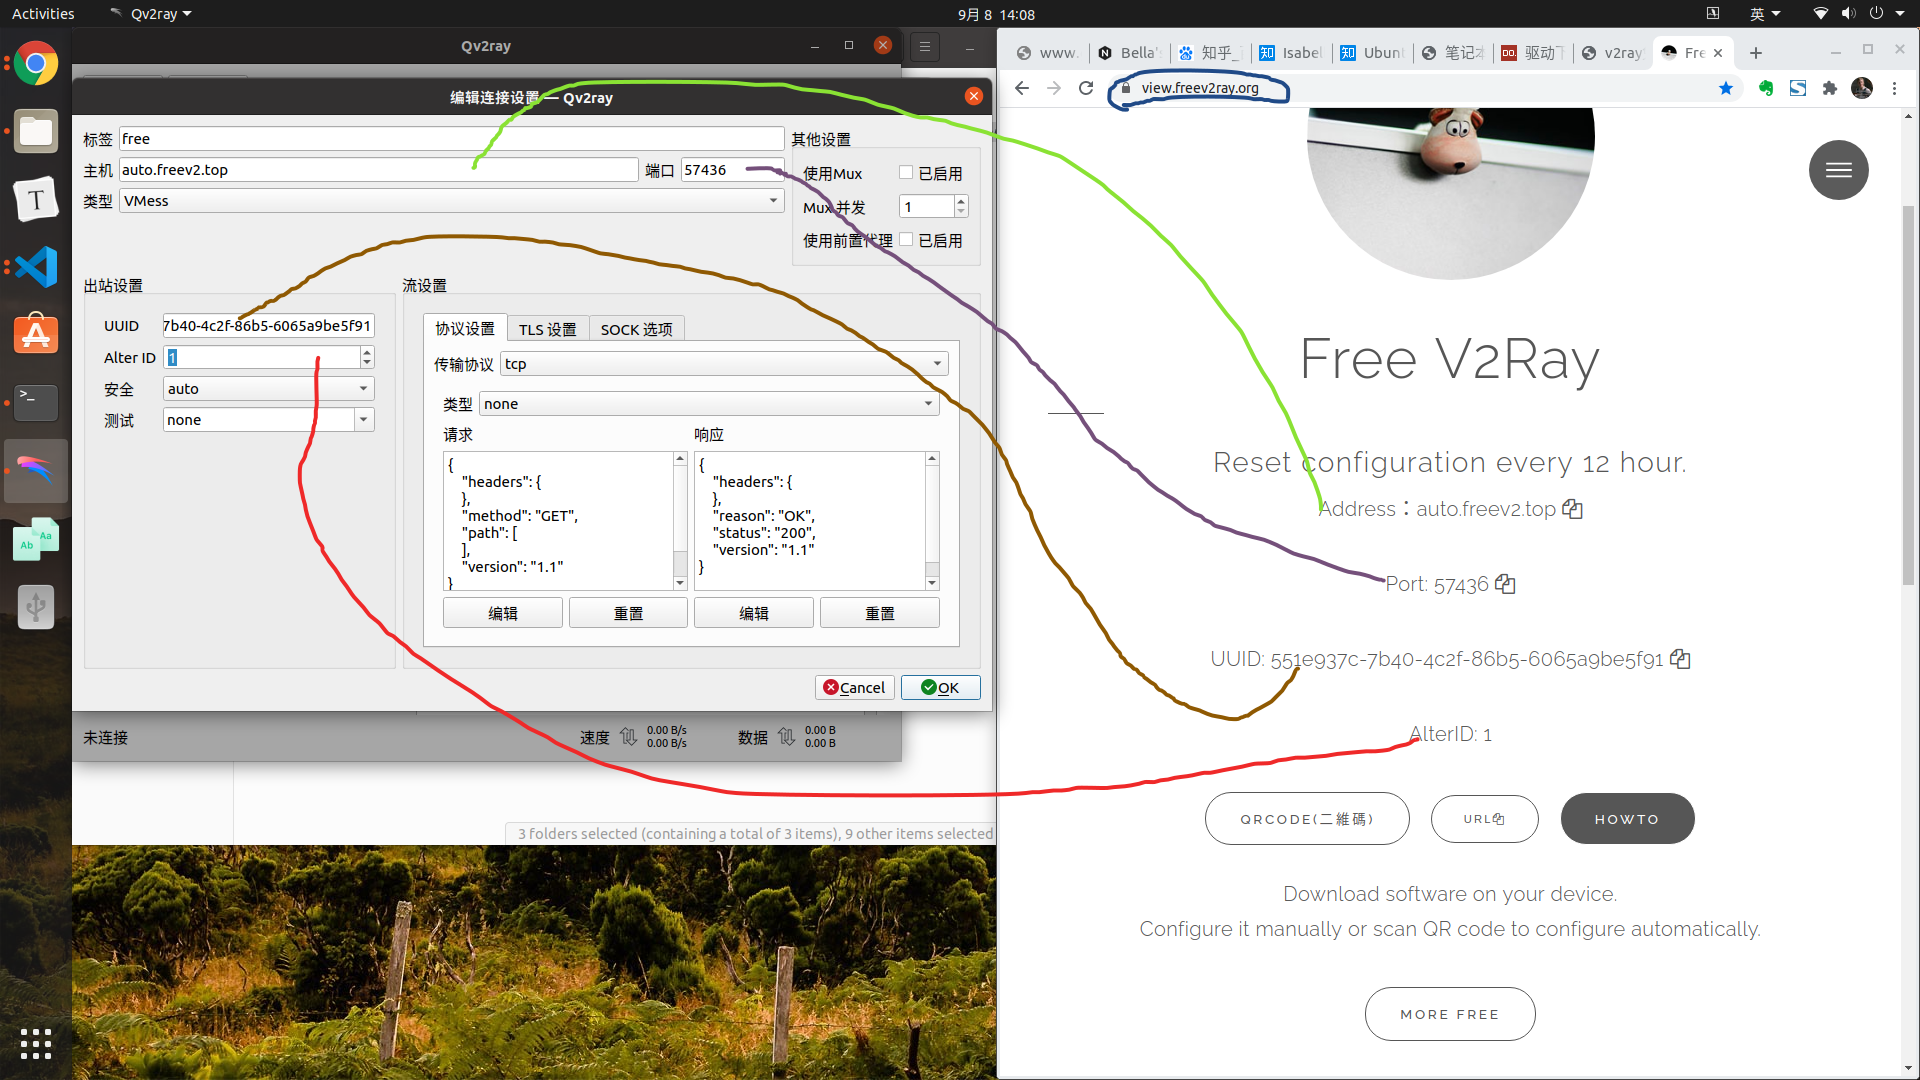 Activities
Qv2ray
9月 8 14:08
英
Qv2ray
编辑连接设置 — Qv2ray
标签 free
主机 auto.freev2.top 端口 57436
类型 VMess
其他设置
使用Mux 已启用
Mux 并发 1
使用前置代理 已启用
出站设置
UUID 7b40-4c2f-86b5-6065a9be5f91
Alter ID 1
安全 auto
测试 none
流设置
协议设置 TLS 设置 SOCK 选项
传输协议 tcp
类型 none
请求 响应
{
"headers": {
},
"method": "GET",
"path": [
],
"version": "1.1"
}
{
"headers": {
},
"reason": "OK",
"status": "200",
"version": "1.1"
}
编辑 重置 编辑 重置
Cancel OK
未连接 速度 0.00 B/s 0.00 B/s 数据 0.00 B 0.00 B
3 folders selected (containing a total of 3 items), 9 other items selected
www. Bella' 知乎_ Isabel Ubunt 笔记本 驱动 v2ray Fre
view.freev2ray.org
Free V2Ray
Reset configuration every 12 hour.
Address：auto.freev2.top
Port: 57436
UUID: 551e937c-7b40-4c2f-86b5-6065a9be5f91
AlterID: 1
QRCODE(二維碼) URL HOWTO
Download software on your device.
Configure it manually or scan QR code to configure automatically.
MORE FREE